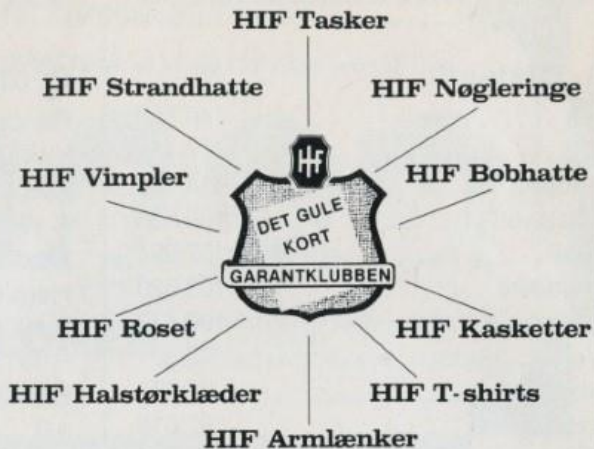 HIF Tasker
HIF Strandhatte
HIF Nøgleringe
HIF
HIF Vimpler
HIF Bobhatte
DET GULE
KORT
GARANTKLUBBEN
HIF Roset
HIF Kasketter
HIF Halstørklæder
HIF T-shirts
HIF Armlænker